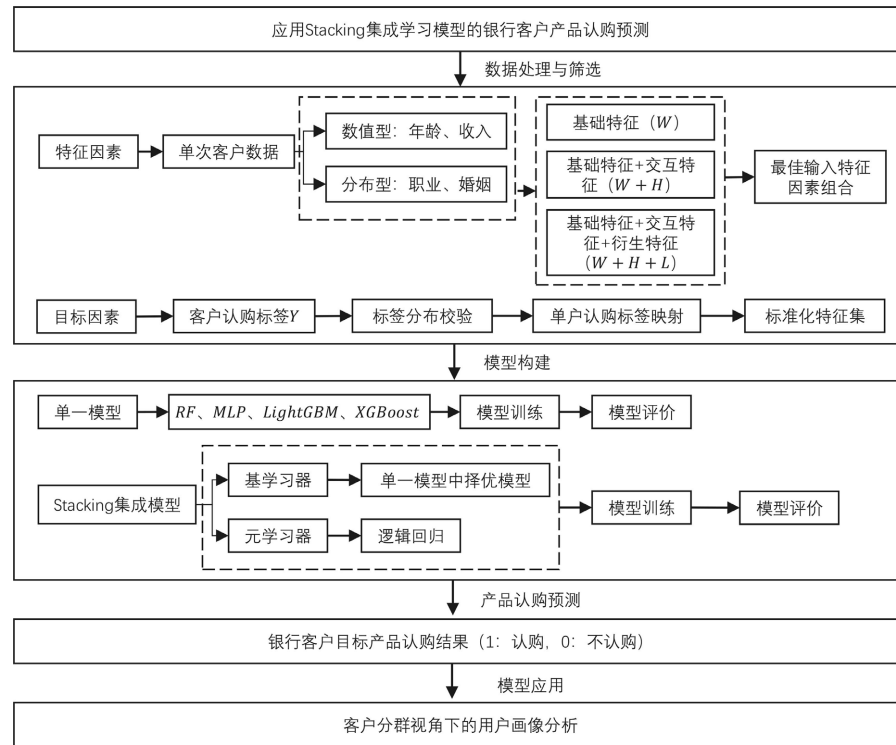 应用Stacking集成学习模型的银行客户产品认购预测
数据处理与筛选
特征因素
单次客户数据
数值型：年龄、收入
分布型：职业、婚姻
基础特征（W）
基础特征+交互特
征（W + H）
基础特征+交互特
征+衍生特征
（W + H + L）
最佳输入特征
因素组合
目标因素
客户认购标签Y
标签分布校验
单户认购标签映射
标准化特征集
模型构建
单一模型
RF、MLP、LightGBM、XGBoost
模型训练
模型评价
Stacking集成模型
基学习器
单一模型中择优模型
元学习器
逻辑回归
模型训练
模型评价
产品认购预测
银行客户目标产品认购结果（1：认购，0：不认购）
模型应用
客户分群视角下的用户画像分析